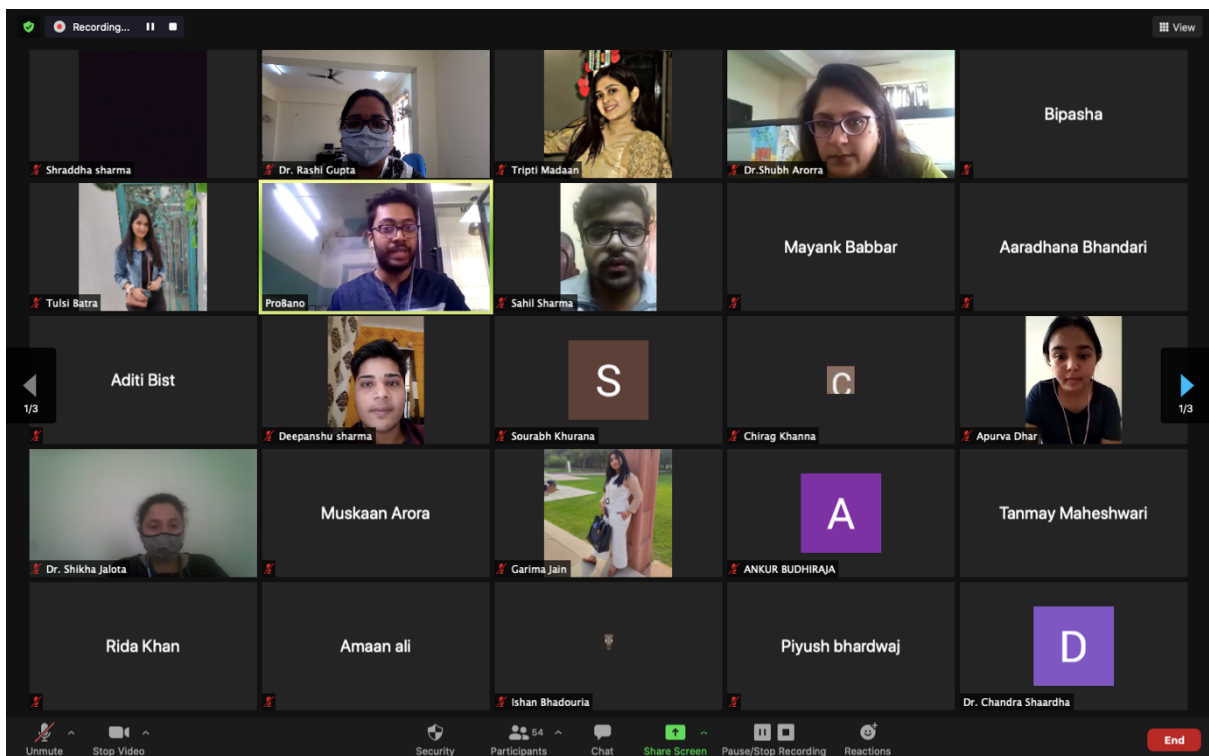 Recording...
View
Shraddha sharma
Dr. Rashi Gupta
Tripti Madaan
Dr.Shubh Arorra
Bipasha
Tulsi Batra
ProBano
Sahil Sharma
Mayank Babbar
Aaradhana Bhandari
Aditi Bist
Deepanshu sharma
S
Sourabh Khurana
C
Chirag Khanna
Apurva Dhar
1/3
1/3
Dr. Shikha Jalota
Muskaan Arora
Garima Jain
A
ANKUR BUDHIRAJA
Tanmay Maheshwari
Rida Khan
Amaan ali
Ishan Bhadouria
Piyush bhardwaj
D
Dr. Chandra Shaardha
Unmute
Stop Video
Security
54
Participants
Chat
Share Screen
Pause/Stop Recording
Reactions
End